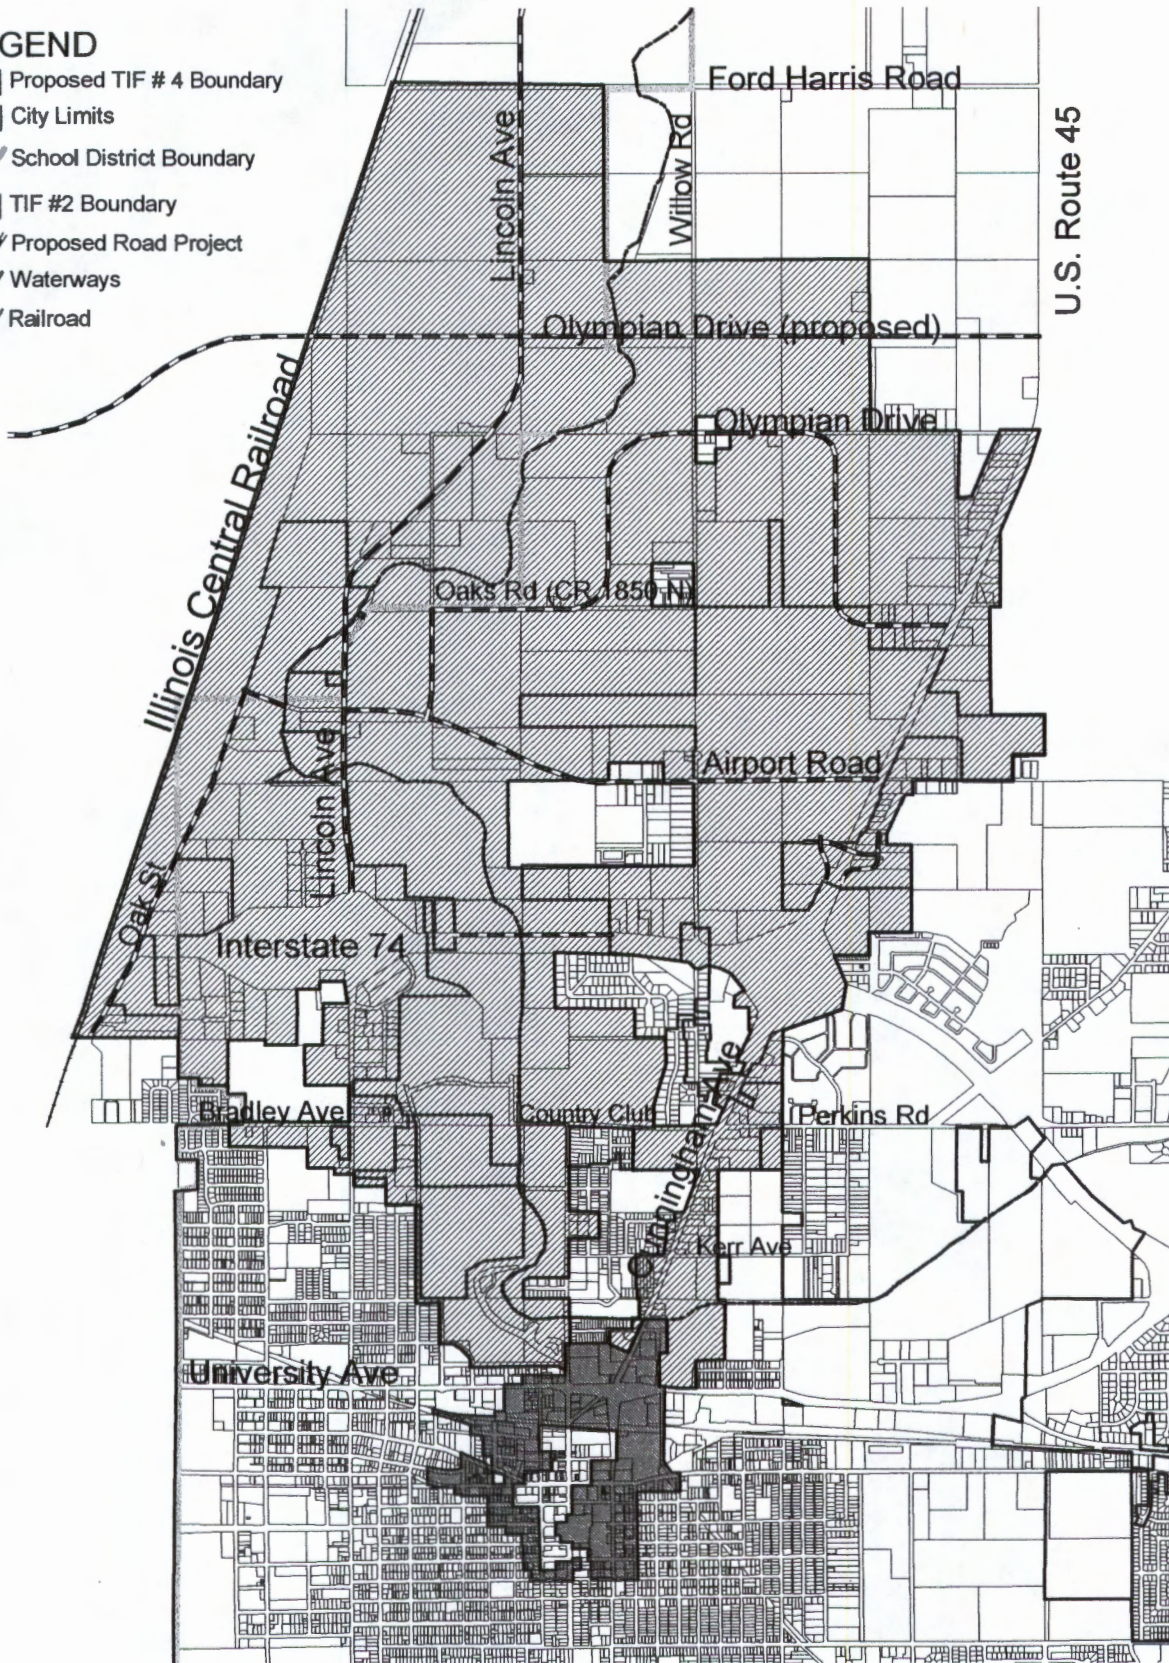 GEND
Proposed TIF # 4 Boundary
City Limits
School District Boundary
TIF #2 Boundary
Proposed Road Project
Waterways
Railroad
Ford Harris Road
Lincoln Ave
Willow Rd
U.S. Route 45
Olympian Drive (proposed)
Olympian Drive
Illinois Central Railroad
Oaks Rd (CR 1850 N)
Airport Road
Lincoln Ave
Oak St
Interstate 74
Cunningham Ave
Bradley Ave
Country Club
Perkins Rd
Kerr Ave
University Ave